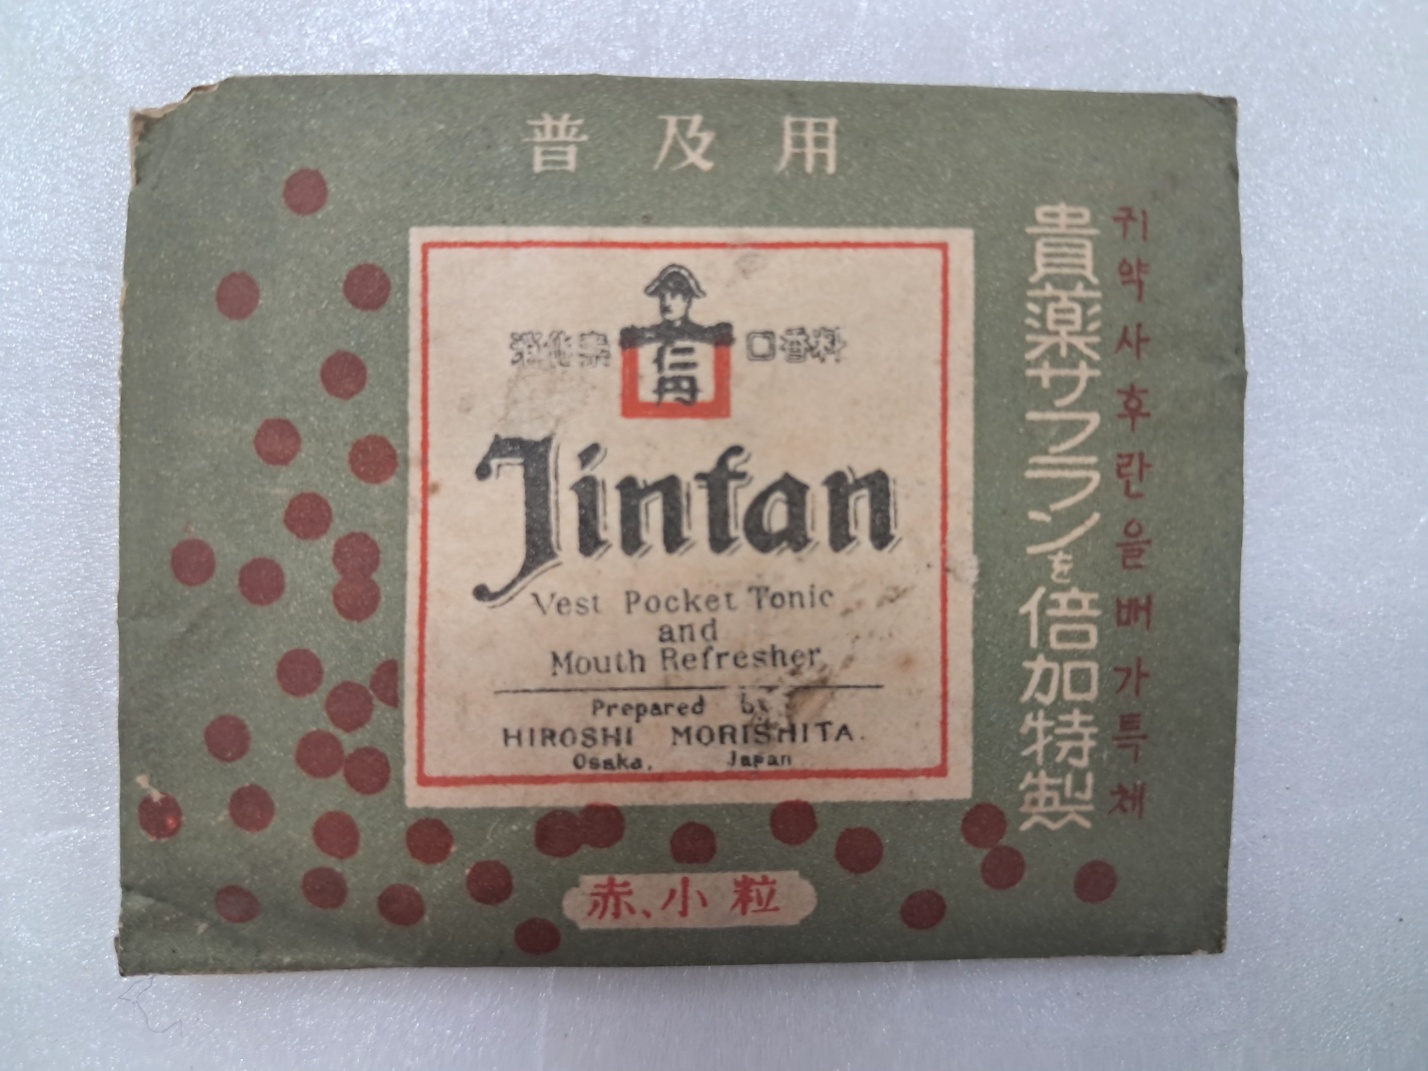 普及用
消化素 口香料
仁丹
Jintan
Vest Pocket Tonic
and
Mouth Refresher
Prepared by
HIROSHI MORISHITA.
Osaka. Japan
赤、小粒
貴薬サフランを倍加特製
귀약사후란을배가특채